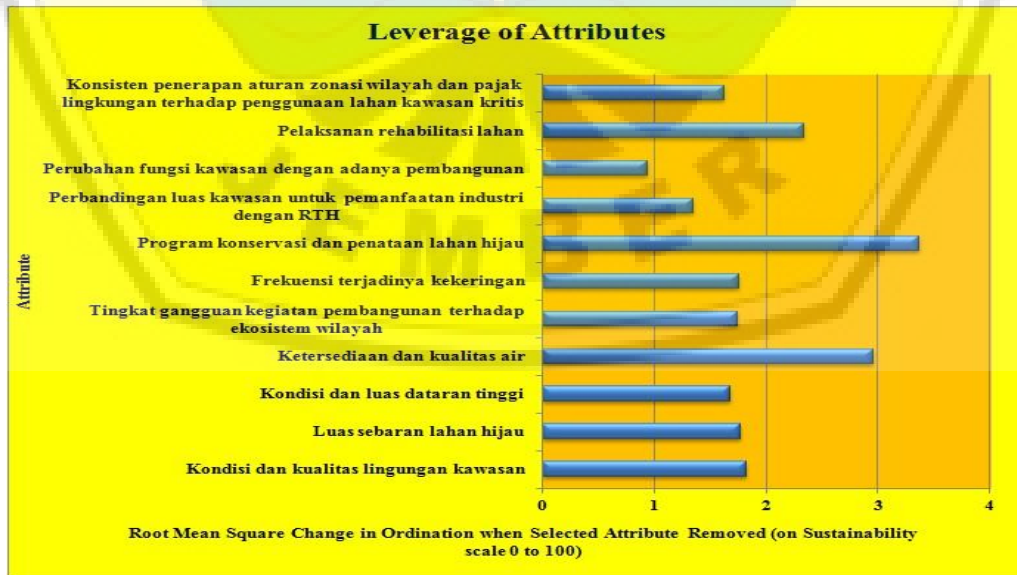 Leverage of Attributes
Konsisten penerapan aturan zonasi wilayah dan pajak
lingkungan terhadap penggunaan lahan kawasan kritis
Pelaksanan rehabilitasi lahan
Perubahan fungsi kawasan dengan adanya pembangunan
Perbandingan luas kawasan untuk pemanfaatan industri
dengan RTH
Program konservasi dan penataan lahan hijau
Frekuensi terjadinya kekeringan
Tingkat gangguan kegiatan pembangunan terhadap
ekosistem wilayah
Ketersediaan dan kualitas air
Kondisi dan luas dataran tinggi
Luas sebaran lahan hijau
Kondisi dan kualitas lingungan kawasan
Attribute
0 1 2 3 4
Root Mean Square Change in Ordination when Selected Attribute Removed (on Sustainability
scale 0 to 100)
JEMBER